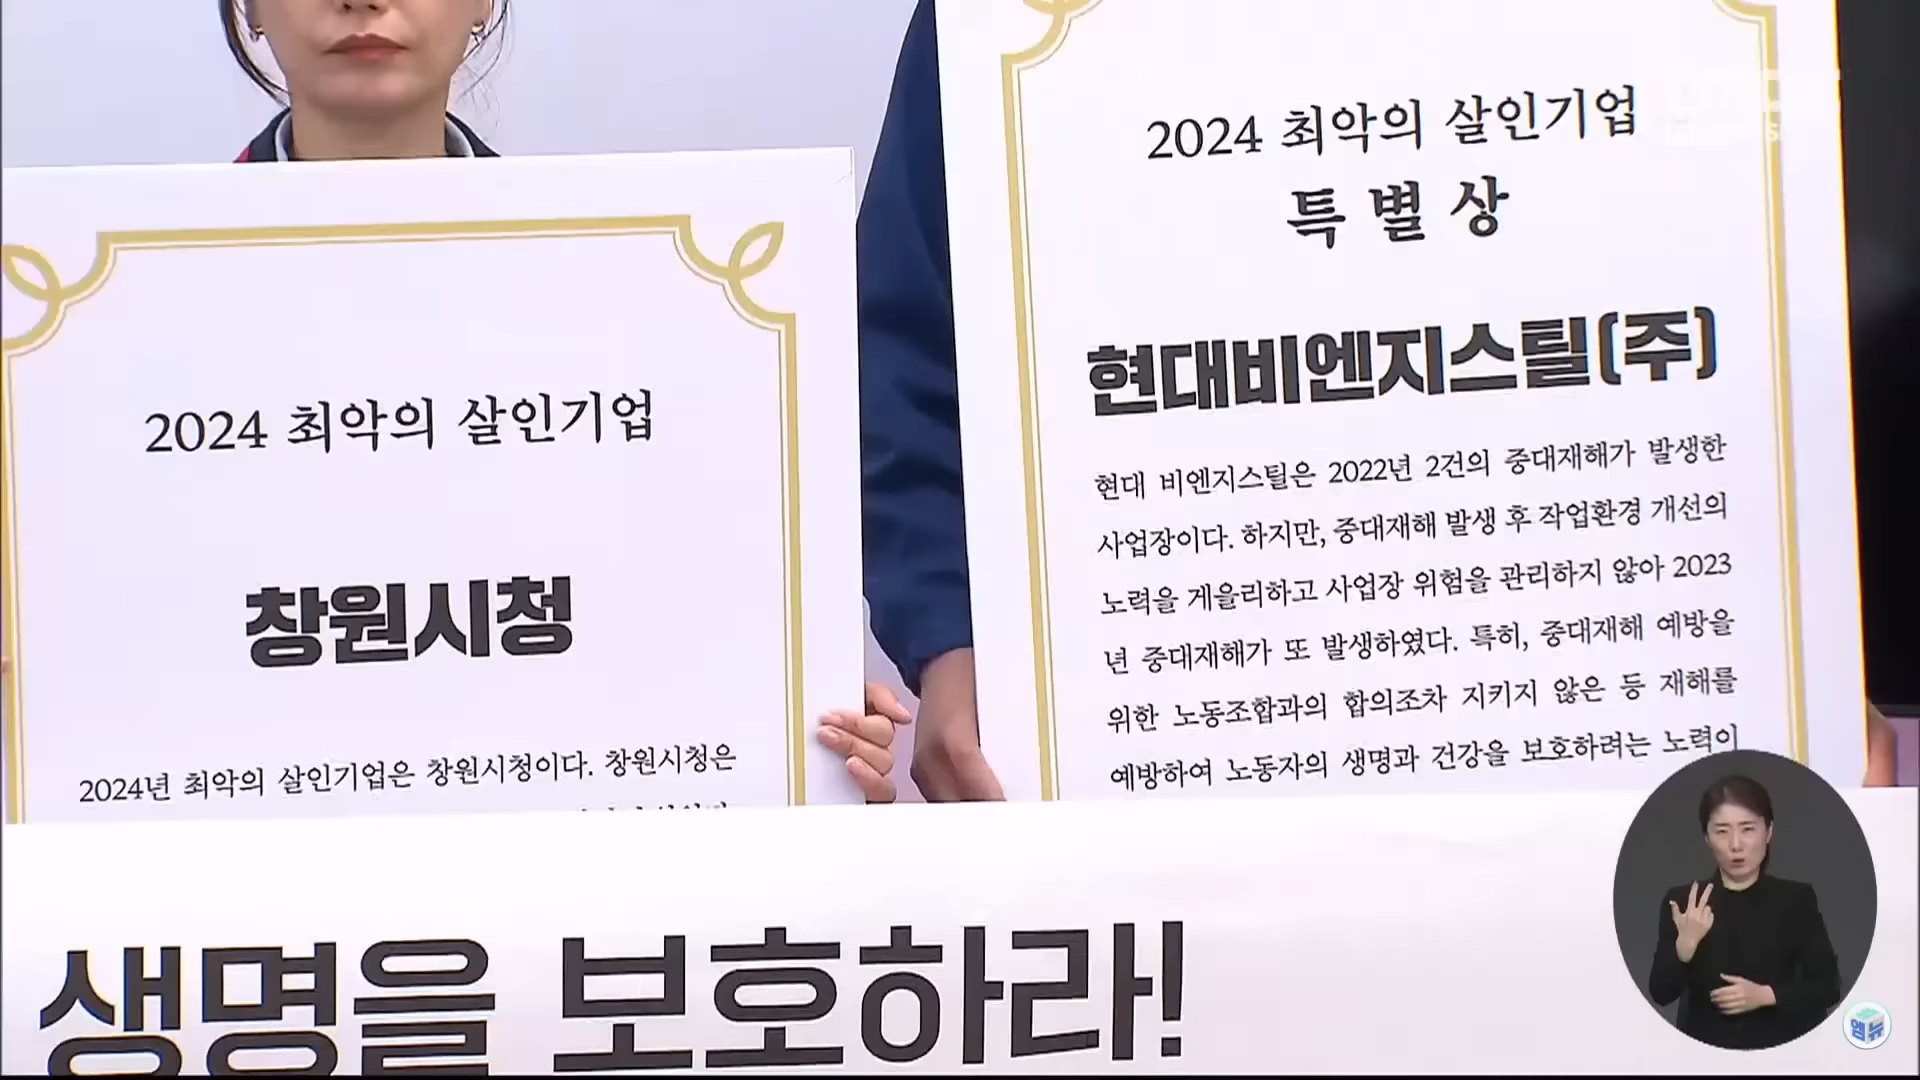 2024 최악의 살인기업
창원시청
2024년 최악의 살인기업은 창원시청이다. 창원시청은
2024 최악의 살인기업
특별상
현대비엔지스틸(주)
현대 비엔지스틸은 2022년 2건의 중대재해가 발생한
사업장이다. 하지만, 중대재해 발생 후 작업환경 개선의
노력을 게을리하고 사업장 위험을 관리하지 않아 2023
년 중대재해가 또 발생하였다. 특히, 중대재해 예방을
위한 노동조합과의 합의조차 지키지 않은 등 재해를
예방하여 노동자의 생명과 건강을 보호하려는 노력이
생명을 보호하라!
엠뉴